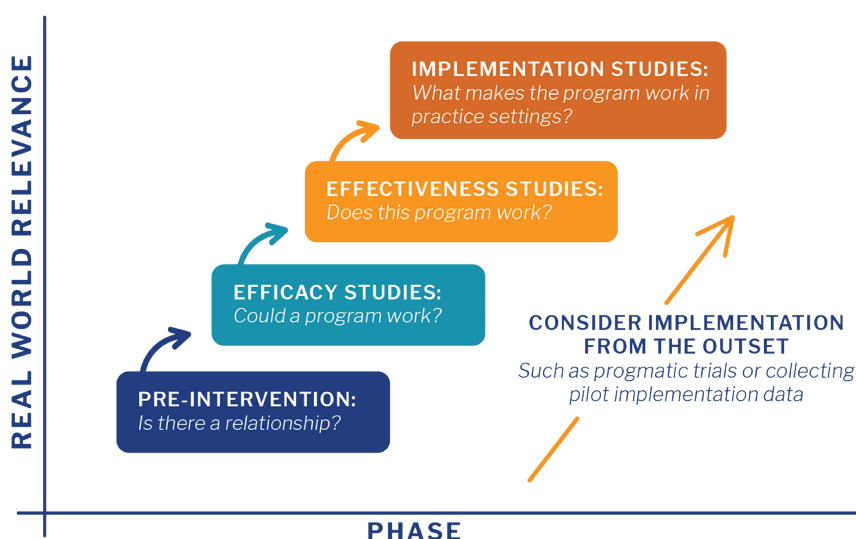 REAL WORLD RELEVANCE
IMPLEMENTATION STUDIES:
What makes the program work in
practice settings?
EFFECTIVENESS STUDIES:
Does this program work?
EFFICACY STUDIES:
Could a program work?
PRE-INTERVENTION:
Is there a relationship?
CONSIDER IMPLEMENTATION
FROM THE OUTSET
Such as progmatic trials or collecting
pilot implementation data
PHASE